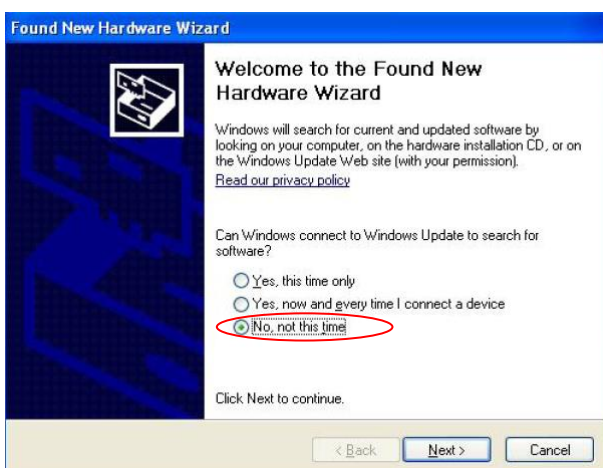 Found New Hardware Wizard
Welcome to the Found New
Hardware Wizard
Windows will search for current and updated software by
looking on your computer, on the hardware installation CD, or on
the Windows Update Web site (with your permission).
Read our privacy policy
Can Windows connect to Windows Update to search for
software?
Yes, this time only
Yes, now and every time I connect a device
No, not this time
Click Next to continue.
< Back
Next >
Cancel